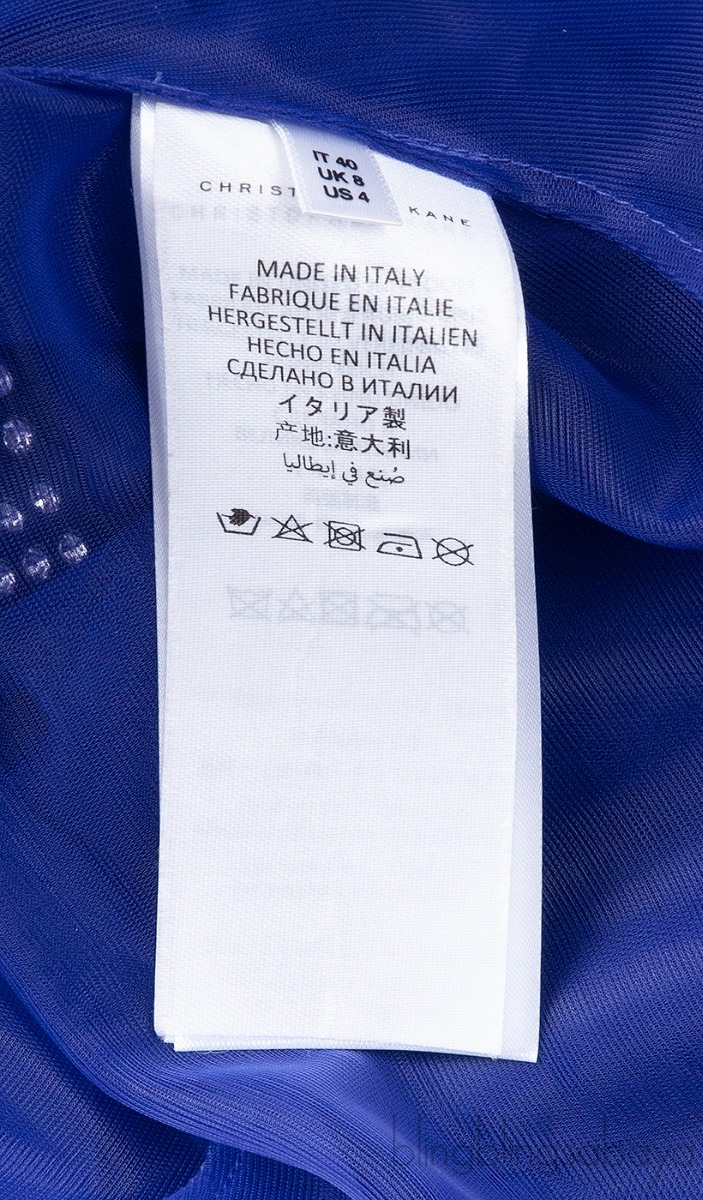 IT 40
UK 8
US 4
CHRIST KANE
MADE IN ITALY
FABRIQUE EN ITALIE
HERGESTELLT IN ITALIEN
HECHO EN ITALIA
СДЕЛАНО В ИТАЛИИ
イタリア製
产地:意大利
صُنع في إيطاليا